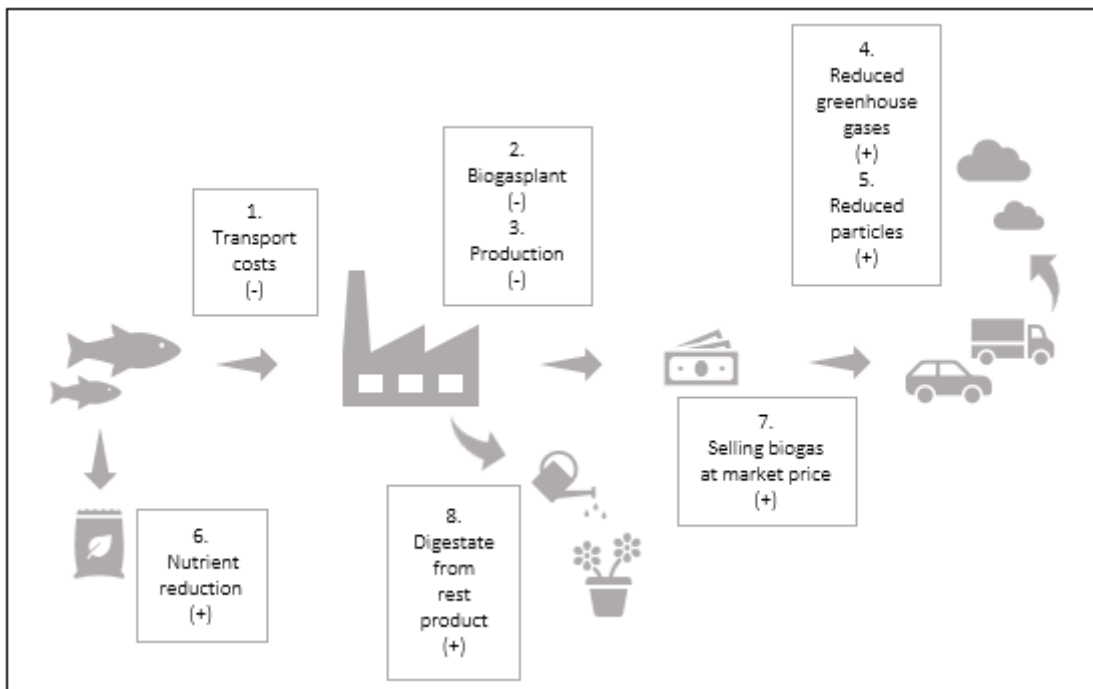 1.
Transport
costs
(-)
2.
Biogasplant
(-)
3.
Production
(-)
4.
Reduced
greenhouse
gases
(+)
5.
Reduced
particles
(+)
6.
Nutrient
reduction
(+)
7.
Selling biogas
at market price
(+)
8.
Digestate
from
rest
product
(+)